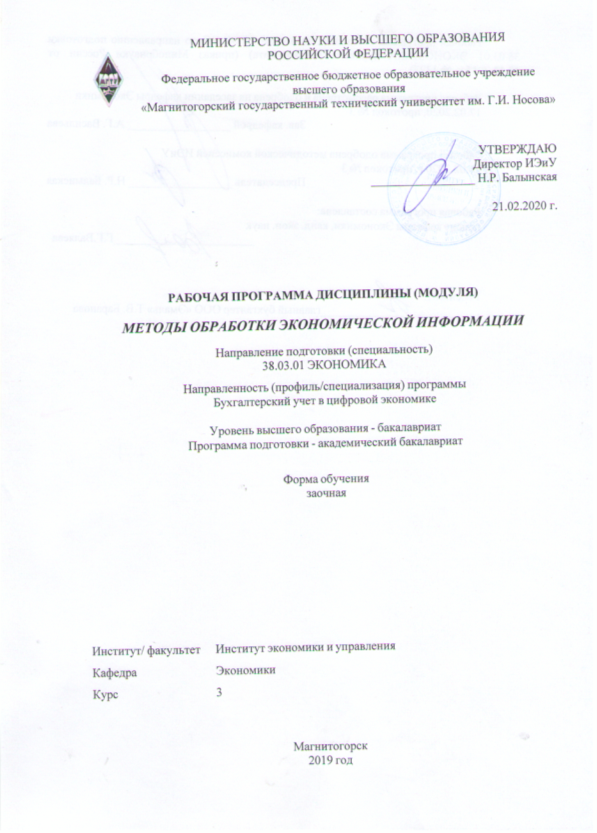 МИНИСТЕРСТВО НАУКИ И ВЫСШЕГО ОБРАЗОВАНИЯ
РОССИЙСКОЙ ФЕДЕРАЦИИ
Федеральное государственное бюджетное образовательное учреждение
высшего образования
«Магнитогорский государственный технический университет им. Г.И. Носова»
УТВЕРЖДАЮ
Директор ИЭиУ
Н.Р. Балынская
21.02.2020 г.
РАБОЧАЯ ПРОГРАММА ДИСЦИПЛИНЫ (МОДУЛЯ)
МЕТОДЫ ОБРАБОТКИ ЭКОНОМИЧЕСКОЙ ИНФОРМАЦИИ
Направление подготовки (специальность)
38.03.01 ЭКОНОМИКА
Направленность (профиль/специализация) программы
Бухгалтерский учет в цифровой экономике
Уровень высшего образования - бакалавриат
Программа подготовки - академический бакалавриат
Форма обучения
заочная
Институт/ факультет Институт экономики и управления
Кафедра Экономики
Курс 3
Магнитогорск
2019 год